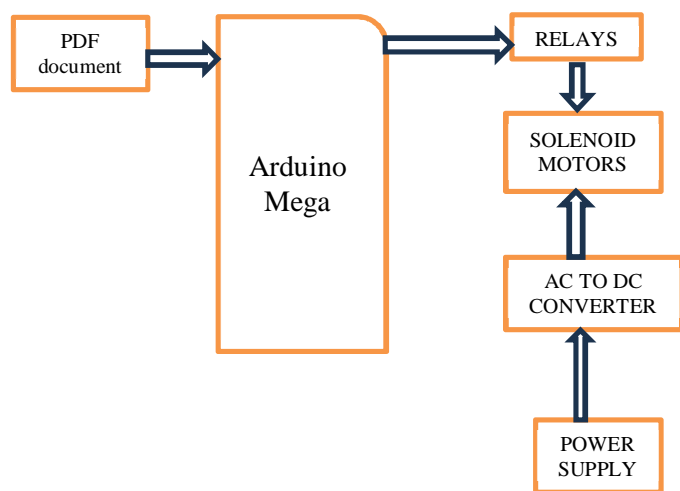 PDF
document
Arduino
Mega
RELAYS
SOLENOID
MOTORS
AC TO DC
CONVERTER
POWER
SUPPLY